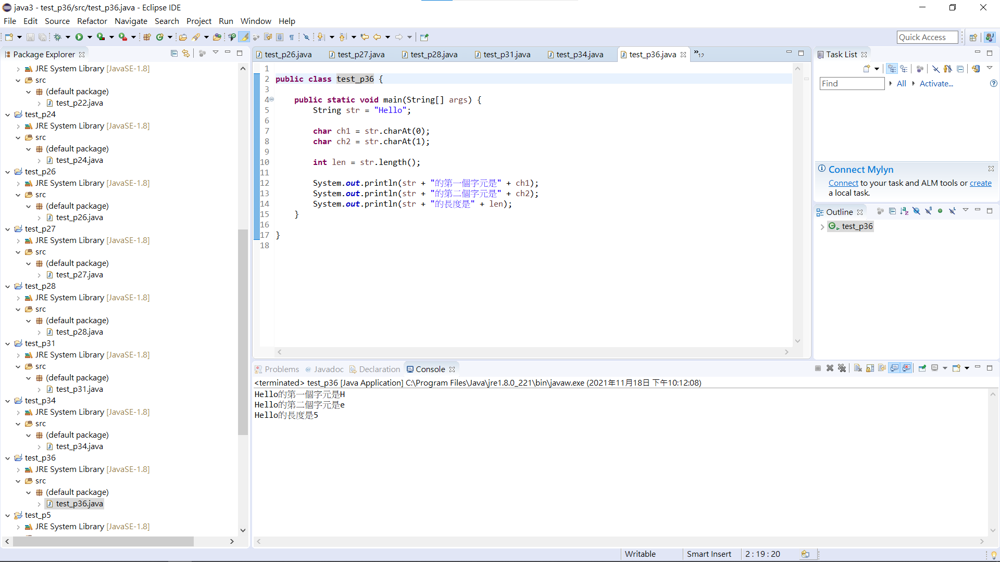 java3 - test_p36/src/test_p36.java - Eclipse IDE
File Edit Source Refactor Navigate Search Project Run Window Help
Quick Access
Package Explorer
JRE System Library [JavaSE-1.8]
src
(default package)
test_p22.java
test_p24
JRE System Library [JavaSE-1.8]
src
(default package)
test_p24.java
test_p26
JRE System Library [JavaSE-1.8]
src
(default package)
test_p26.java
test_p27
JRE System Library [JavaSE-1.8]
src
(default package)
test_p27.java
test_p28
JRE System Library [JavaSE-1.8]
src
(default package)
test_p28.java
test_p31
JRE System Library [JavaSE-1.8]
src
(default package)
test_p31.java
test_p34
JRE System Library [JavaSE-1.8]
src
(default package)
test_p34.java
test_p36
JRE System Library [JavaSE-1.8]
src
(default package)
test_p36.java
test_p5
JRE System Library [JavaSE-1.8]
test_p26.java test_p27.java test_p28.java test_p31.java test_p34.java test_p36.java »12
1
2 public class test_p36 {
3
4 public static void main(String[] args) {
5 String str = "Hello";
6
7 char ch1 = str.charAt(0);
8 char ch2 = str.charAt(1);
9
10 int len = str.length();
11
12 System.out.println(str + "的第一個字元是" + ch1);
13 System.out.println(str + "的第二個字元是" + ch2);
14 System.out.println(str + "的長度是" + len);
15 }
16
17 }
18
Problems @ Javadoc Declaration Console
<terminated> test_p36 [Java Application] C:\Program Files\Java\jre1.8.0_221\bin\javaw.exe (2021年11月18日 下午10:12:08)
Hello的第一個字元是H
Hello的第二個字元是e
Hello的長度是5
Task List
Find All Activate...
Connect Mylyn
Connect to your task and ALM tools or create
a local task.
Outline
test_p36
Writable Smart Insert 2 : 19 : 20